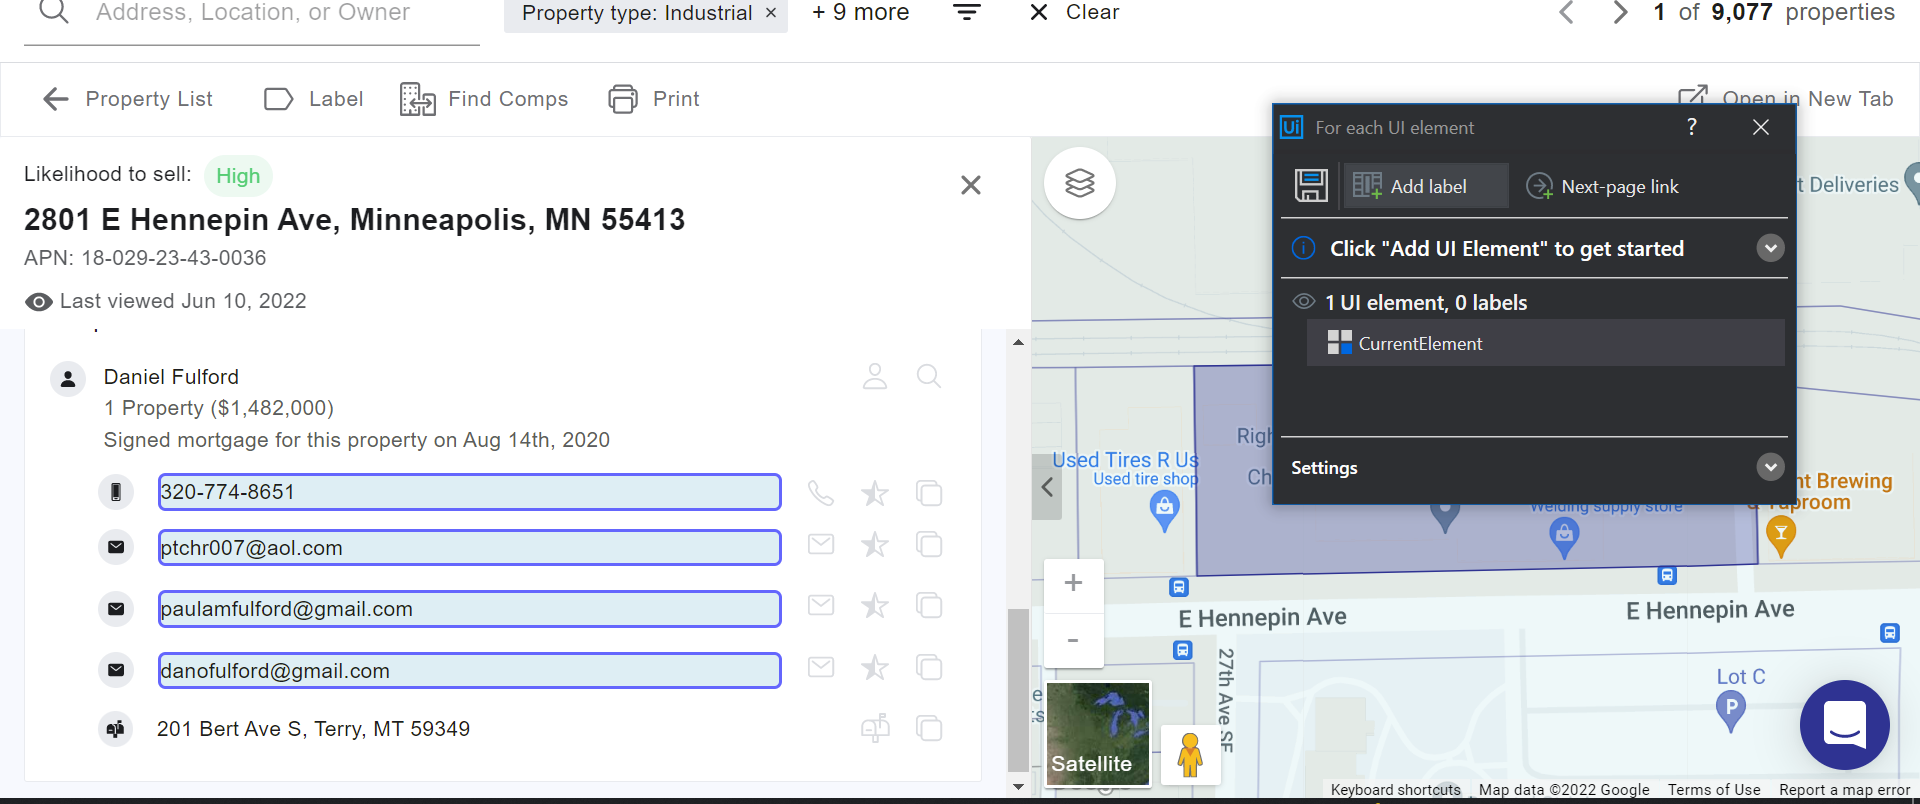 Address, Location, or Owner
Property type: Industrial ×
+ 9 more
Clear
1 of 9,077 properties
Property List
Label
Find Comps
Print
Open in New Tab
Likelihood to sell: High
2801 E Hennepin Ave, Minneapolis, MN 55413
APN: 18-029-23-43-0036
Last viewed Jun 10, 2022
Daniel Fulford
1 Property ($1,482,000)
Signed mortgage for this property on Aug 14th, 2020
320-774-8651
ptchr007@aol.com
paulamfulford@gmail.com
danofulford@gmail.com
201 Bert Ave S, Terry, MT 59349
Ui For each UI element ?
Add label
Next-page link
Click "Add UI Element" to get started
1 UI element, 0 labels
CurrentElement
Settings
t Deliveries
Righ
Ch
Used Tires R Us
Used tire shop
nt Brewing
& Taproom
Welding supply store
E Hennepin Ave
E Hennepin Ave
27th Ave SE
Lot C
P
+
-
Satellite
Keyboard shortcuts
Map data ©2022 Google
Terms of Use
Report a map error